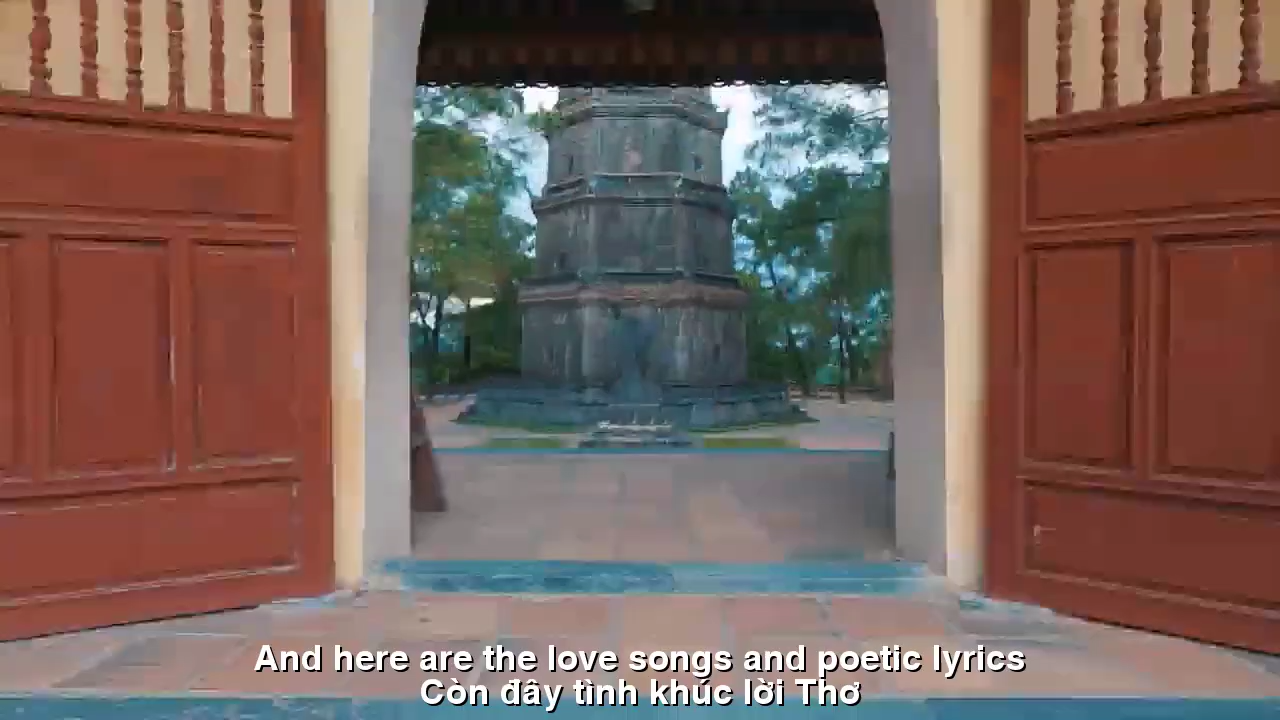 And here are the love songs and poetic lyrics
Còn đây tình khúc lời Thơ